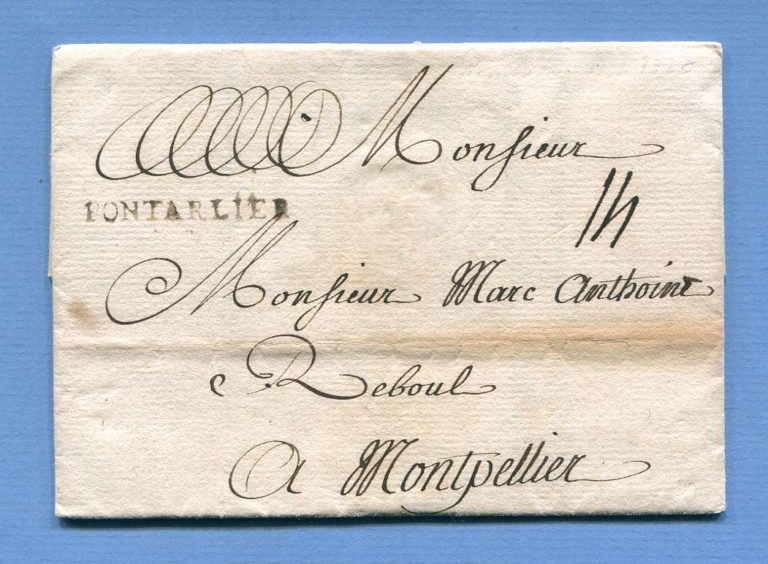 Monsieur
PONTARLIER
14
Monsieur Marc Anthoine
Reboul
A Montpellier